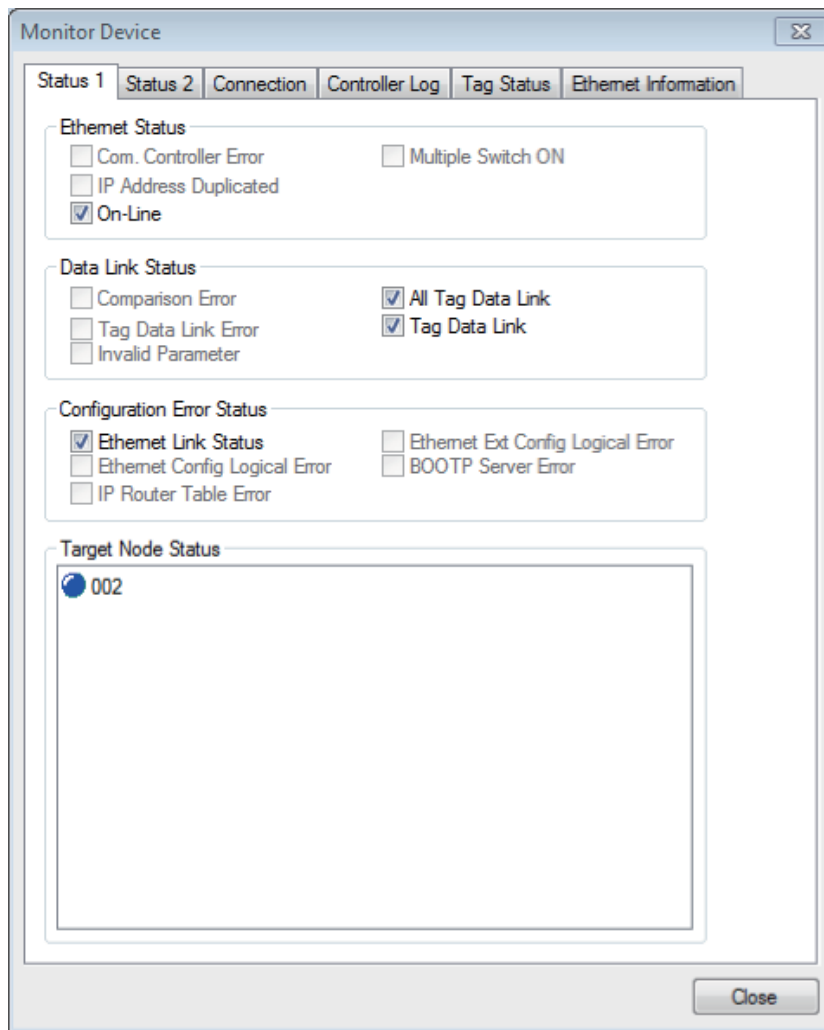 Monitor Device
Status 1 Status 2 Connection Controller Log Tag Status Ethernet Information
Ethernet Status
Com. Controller Error Multiple Switch ON
IP Address Duplicated
On-Line
Data Link Status
Comparison Error All Tag Data Link
Tag Data Link Error Tag Data Link
Invalid Parameter
Configuration Error Status
Ethernet Link Status Ethernet Ext Config Logical Error
Ethernet Config Logical Error BOOTP Server Error
IP Router Table Error
Target Node Status
002
Close